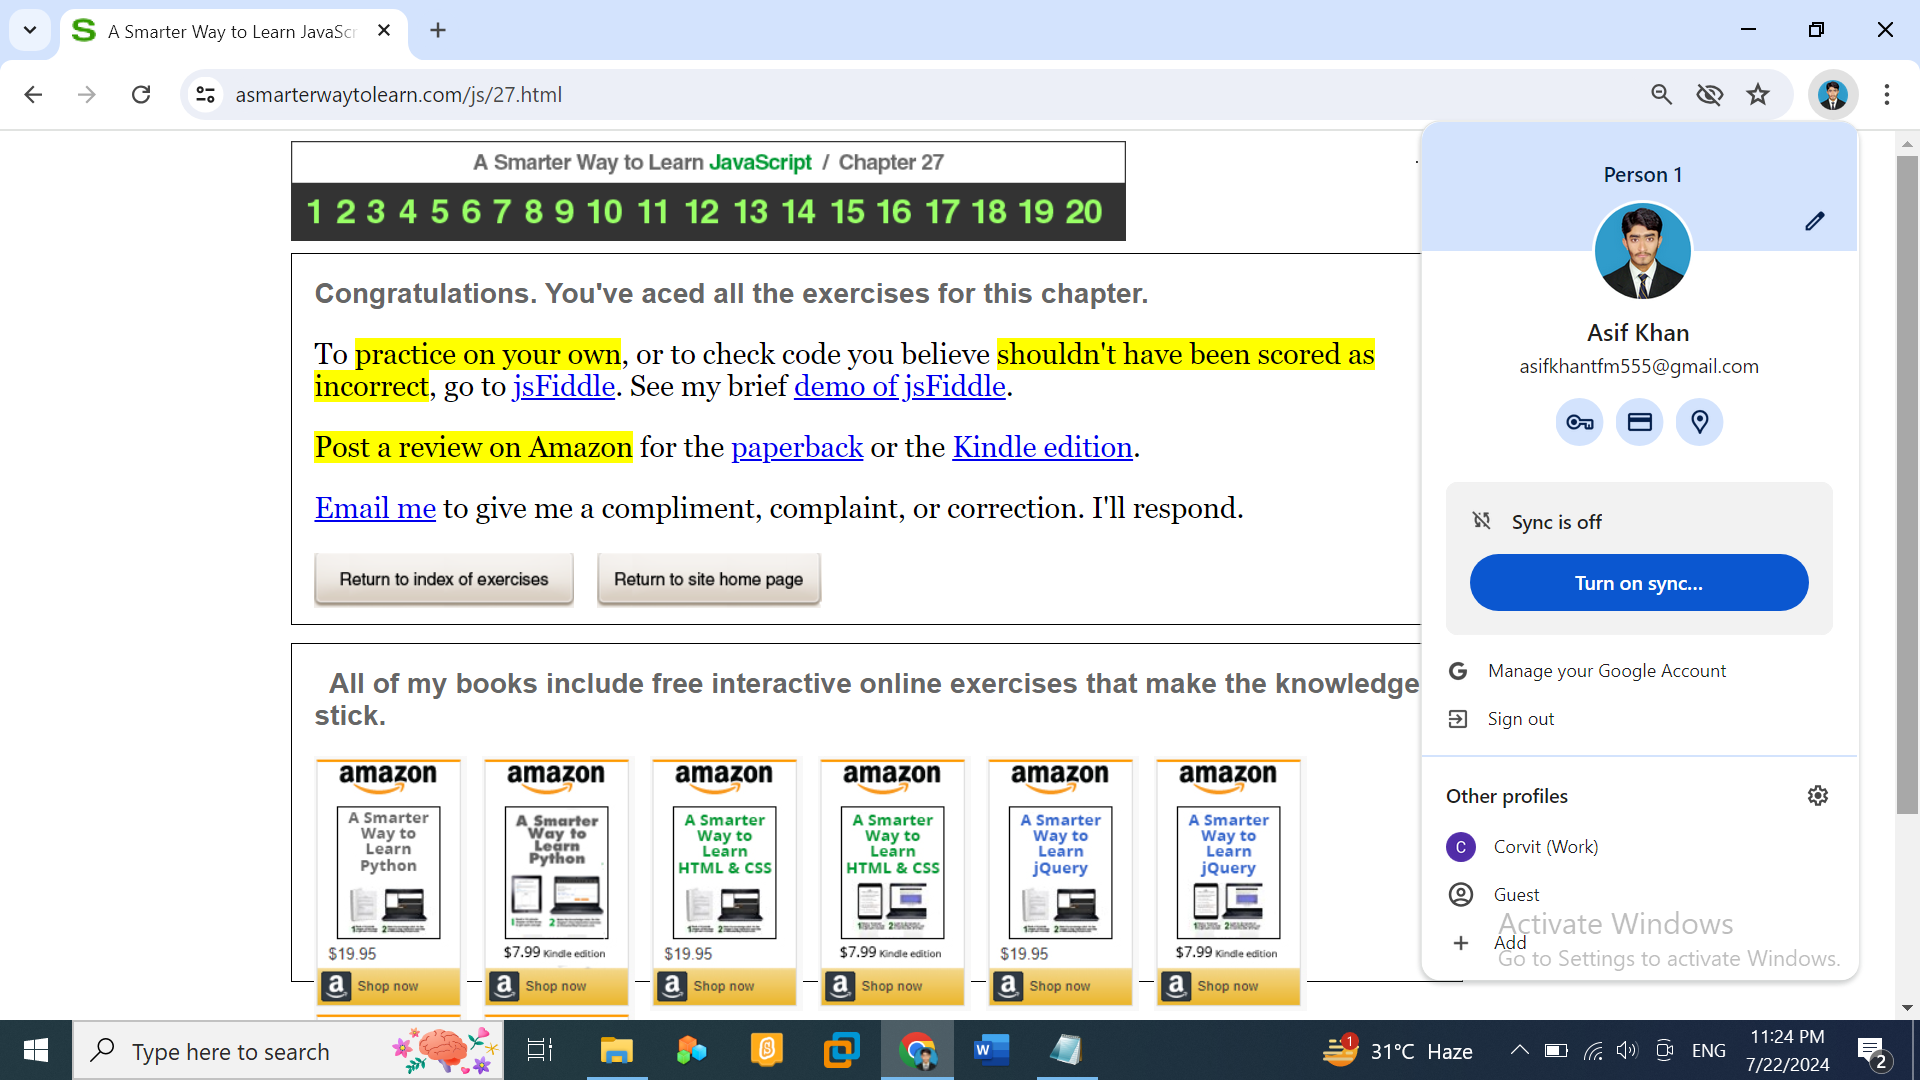 A Smarter Way to Learn JavaScr
asmarterwaytolearn.com/js/27.html
A Smarter Way to Learn JavaScript / Chapter 27
1 2 3 4 5 6 7 8 9 10 11 12 13 14 15 16 17 18 19 20
Congratulations. You've aced all the exercises for this chapter.
To practice on your own, or to check code you believe shouldn't have been scored as
incorrect, go to jsFiddle. See my brief demo of jsFiddle.
Post a review on Amazon for the paperback or the Kindle edition.
Email me to give me a compliment, complaint, or correction. I'll respond.
Return to index of exercises
Return to site home page
All of my books include free interactive online exercises that make the knowledge
stick.
amazon
A Smarter
Way to
Learn
Python
$19.95
Shop now
amazon
A Smarter
Way to
Learn
Python
$7.99 Kindle edition
Shop now
amazon
A Smarter
Way to
Learn
HTML & CSS
$19.95
Shop now
amazon
A Smarter
Way to
Learn
HTML & CSS
$7.99 Kindle edition
Shop now
amazon
A Smarter
Way to
Learn
jQuery
$19.95
Shop now
amazon
A Smarter
Way to
Learn
jQuery
$7.99 Kindle edition
Shop now
Person 1
Asif Khan
asifkhantfm555@gmail.com
Sync is off
Turn on sync...
Manage your Google Account
Sign out
Other profiles
C Corvit (Work)
Guest
Add
Activate Windows
Go to Settings to activate Windows.
Type here to search
1
31°C Haze
ENG
11:24 PM
7/22/2024
2